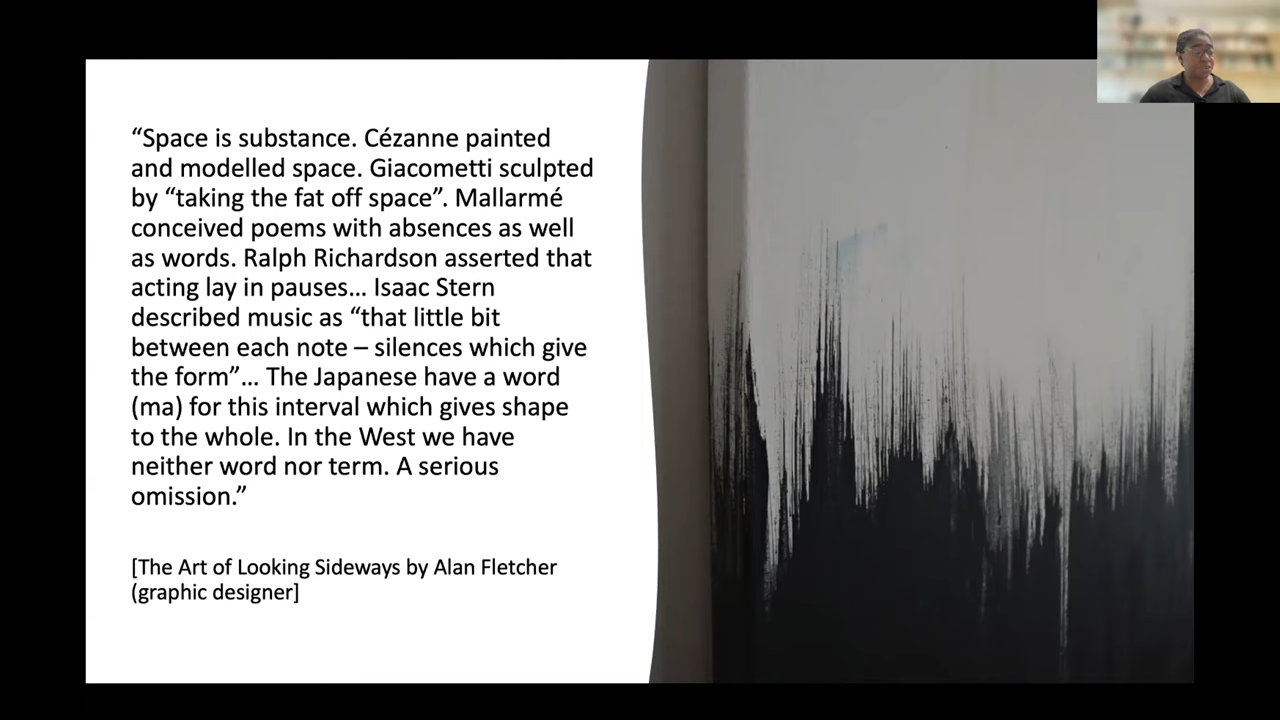 “Space is substance. Cézanne painted
and modelled space. Giacometti sculpted
by “taking the fat off space”. Mallarmé
conceived poems with absences as well
as words. Ralph Richardson asserted that
acting lay in pauses... Isaac Stern
described music as “that little bit
between each note – silences which give
the form”... The Japanese have a word
(ma) for this interval which gives shape
to the whole. In the West we have
neither word nor term. A serious
omission.”
[The Art of Looking Sideways by Alan Fletcher
(graphic designer]